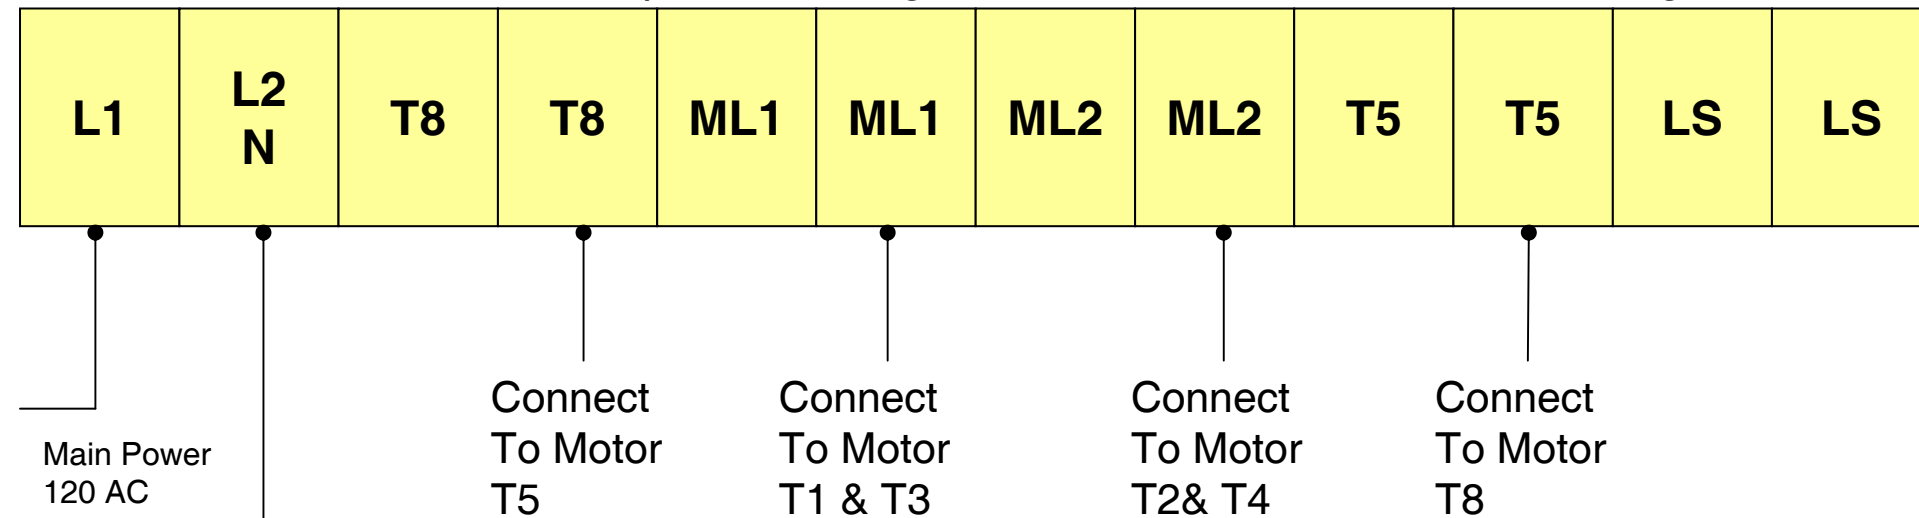 L1
L2
N
T8
T8
ML1
ML1
ML2
ML2
T5
T5
LS
LS
Main Power
120 AC
Connect
To Motor
T5
Connect
To Motor
T1 & T3
Connect
To Motor
T2& T4
Connect
To Motor
T8